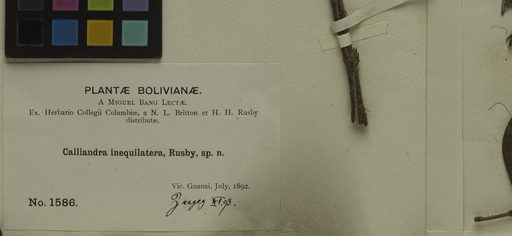 PLANTÆ BOLIVIANÆ.
A MIGUEL BANG LECTÆ.
Ex. Herbario Collegii Columbiæ, a N. L. Britton et H. H. Rusby
distributæ.
Calliandra inequilatera, Rusby, sp. n.
Vic. Guanai, July, 1892.
No. 1586.